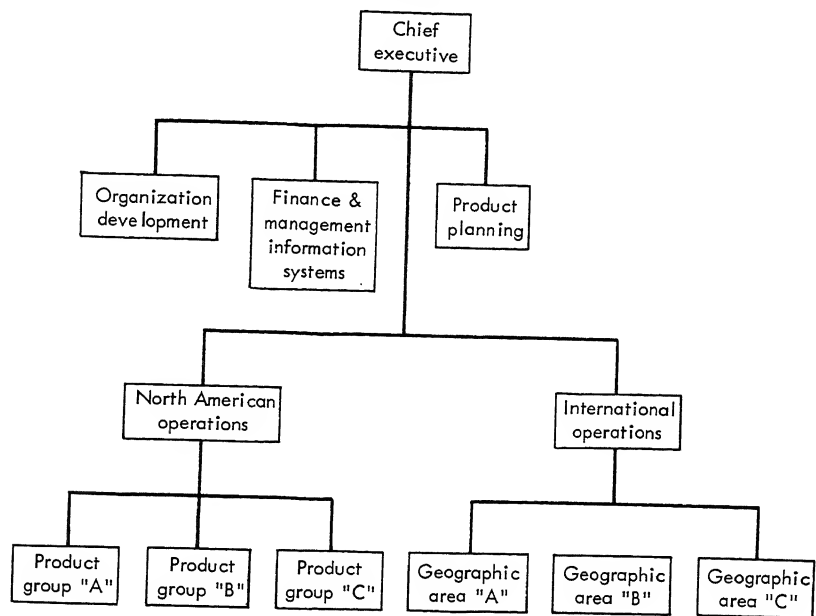 Chief
executive
Organization
development
Finance &
management
information
systems
Product
planning
North American
operations
International
operations
Product
group "A"
Product
group "B"
Product
group "C"
Geographic
area "A"
Geographic
area "B"
Geographic
area "C"